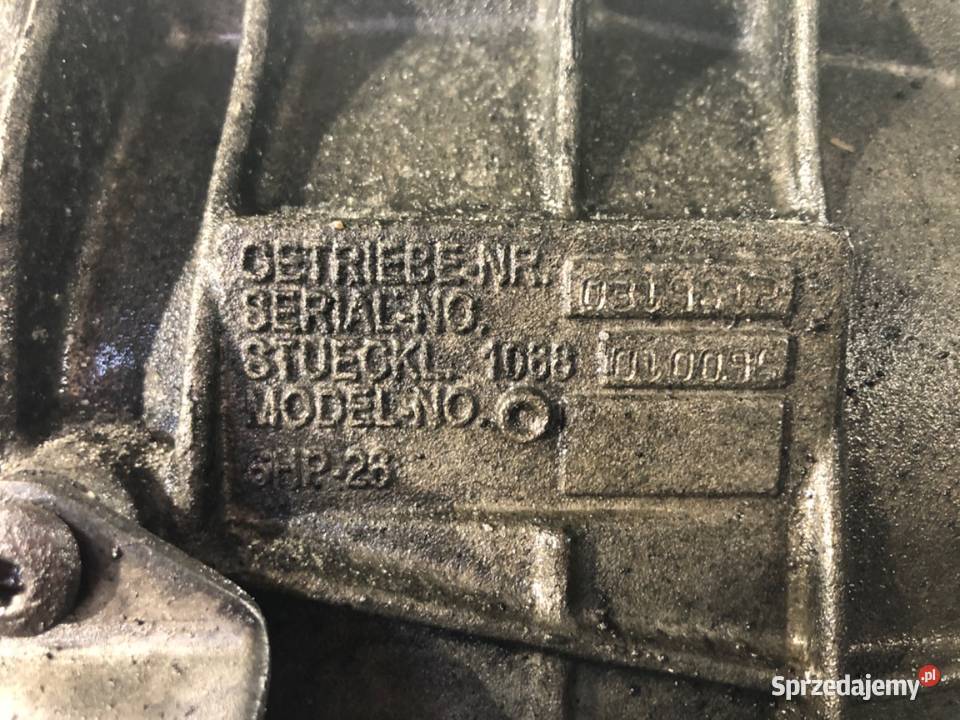 GETRIEBE-NR.
SERIAL-NO.
STUECKL. 1068
MODEL-NO.
6HP-26
Sprzedajemy.pl